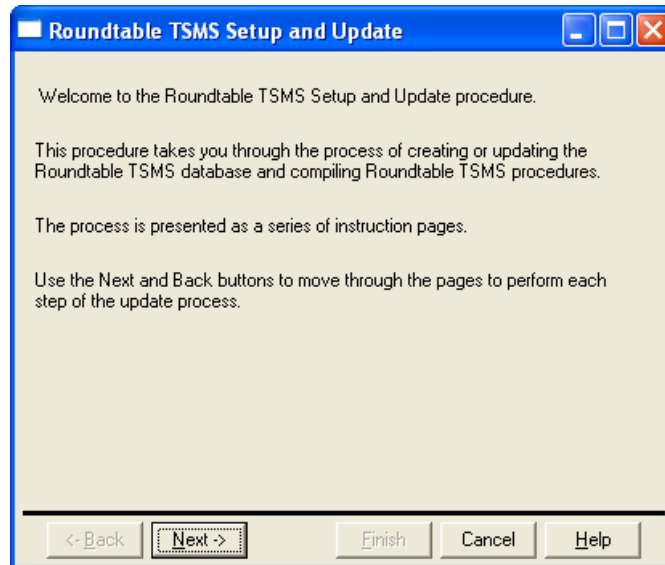 Roundtable TSMS Setup and Update
Welcome to the Roundtable TSMS Setup and Update procedure.
This procedure takes you through the process of creating or updating the
Roundtable TSMS database and compiling Roundtable TSMS procedures.
The process is presented as a series of instruction pages.
Use the Next and Back buttons to move through the pages to perform each
step of the update process.
<- Back Next -> Finish Cancel Help